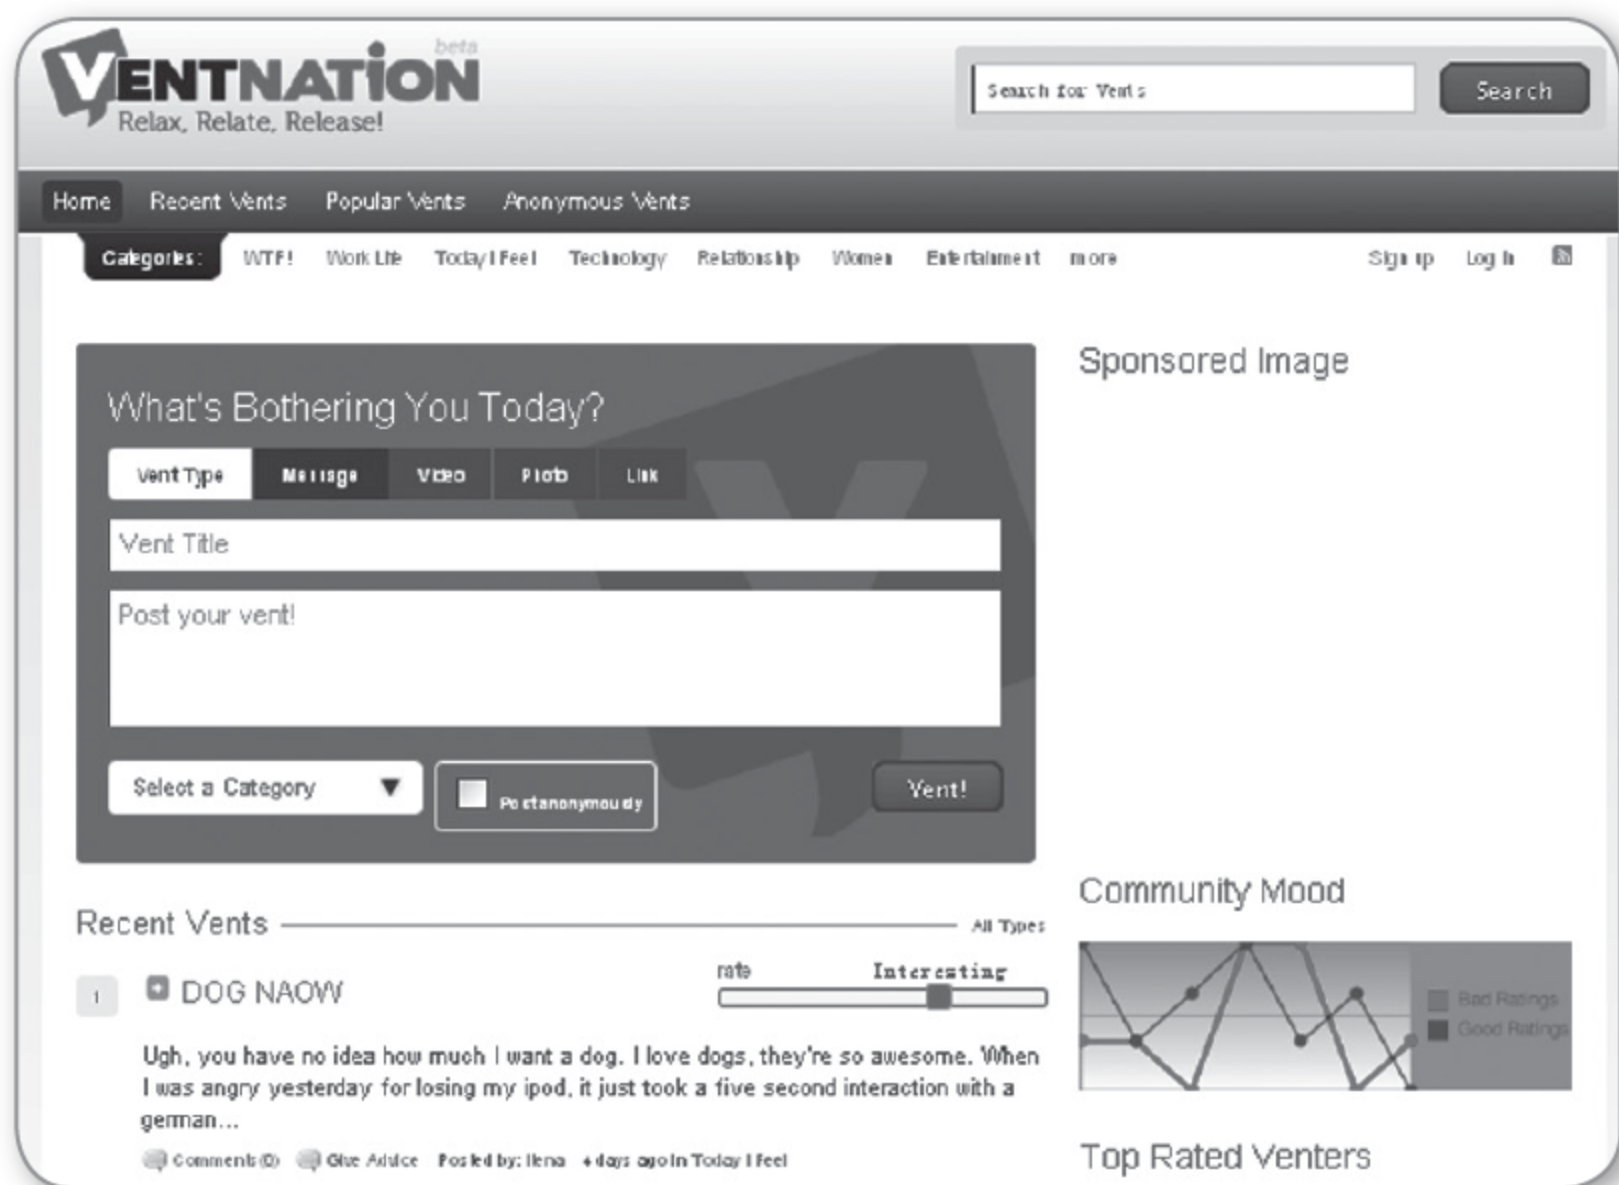 VENTNATION beta
Relax, Relate, Release!
Search for Vents
Search
Home Recent Vents Popular Vents Anonymous Vents
Categories: WTF! Work Life Today I Feel Technology Relationship Women Entertainment more Sign up Log In
What's Bothering You Today?
Vent Type Message Video Photo Link
Vent Title
Post your vent!
Select a Category
Post anonymously
Vent!
Sponsored Image
Recent Vents
All Types
1
DOG NAOW
rate Interesting
Ugh, you have no idea how much I want a dog. I love dogs, they're so awesome. When
I was angry yesterday for losing my ipod, it just took a five second interaction with a
german...
Comments (0) Give Advice Posted by: Ilena 4 days ago in Today I Feel
Community Mood
Bad Ratings
Good Ratings
Top Rated Venters